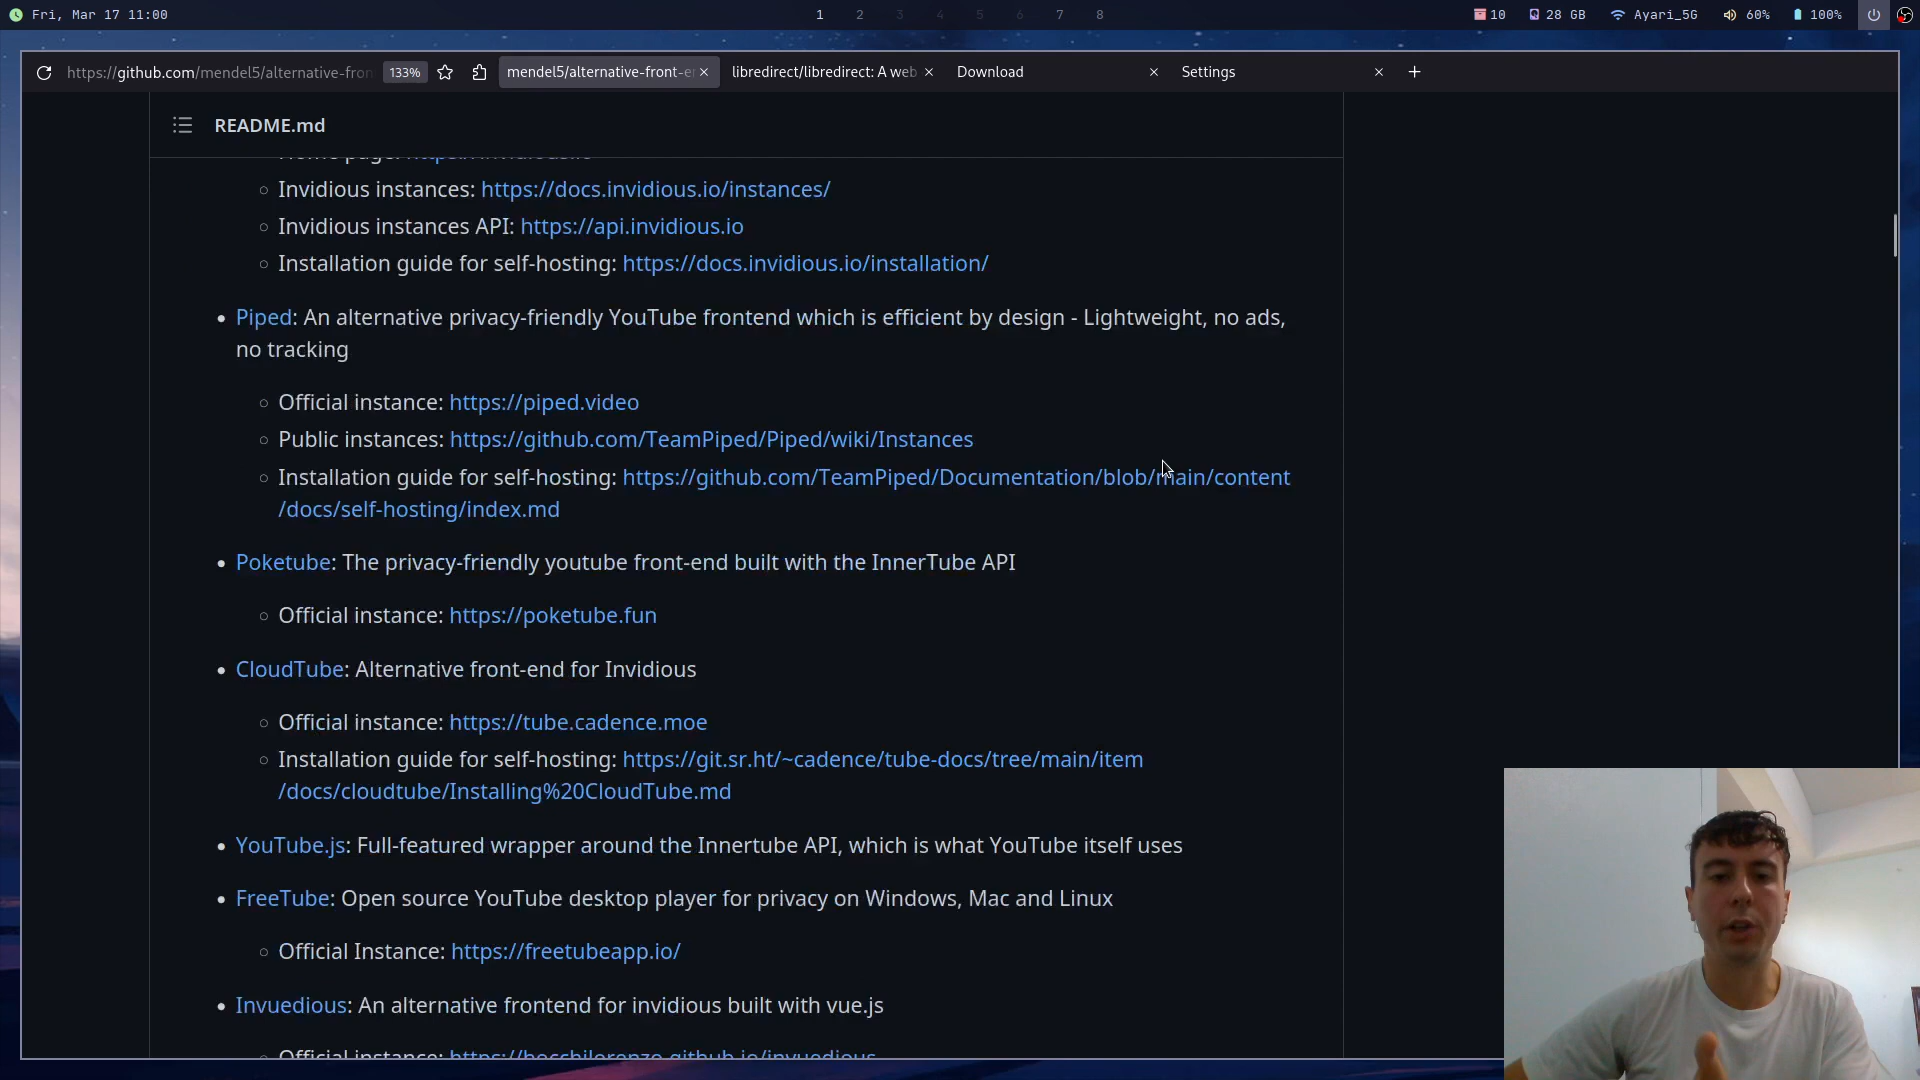 Fri, Mar 17 11:00
1 2 3 4 5 6 7 8
10 28 GB Ayari_5G 60% 100%
https://github.com/mendel5/alternative-fron 133% mendel5/alternative-front-e libredirect/libredirect: A web Download Settings
README.md
Invidious instances: https://docs.invidious.io/instances/
Invidious instances API: https://api.invidious.io
Installation guide for self-hosting: https://docs.invidious.io/installation/
Piped: An alternative privacy-friendly YouTube frontend which is efficient by design - Lightweight, no ads,
no tracking
Official instance: https://piped.video
Public instances: https://github.com/TeamPiped/Piped/wiki/Instances
Installation guide for self-hosting: https://github.com/TeamPiped/Documentation/blob/main/content
/docs/self-hosting/index.md
Poketube: The privacy-friendly youtube front-end built with the InnerTube API
Official instance: https://poketube.fun
CloudTube: Alternative front-end for Invidious
Official instance: https://tube.cadence.moe
Installation guide for self-hosting: https://git.sr.ht/~cadence/tube-docs/tree/main/item
/docs/cloudtube/Installing%20CloudTube.md
YouTube.js: Full-featured wrapper around the Innertube API, which is what YouTube itself uses
FreeTube: Open source YouTube desktop player for privacy on Windows, Mac and Linux
Official Instance: https://freetubeapp.io/
Invuedious: An alternative frontend for invidious built with vue.js
Official instance: https://bocchilorenzo.github.io/invuedious